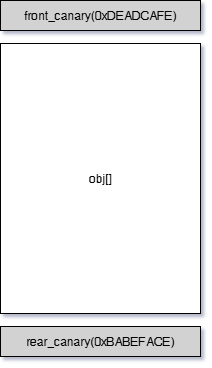 front_canary(0xDEADCAFE)
obj[]
rear_canary(0xBABEFACE)